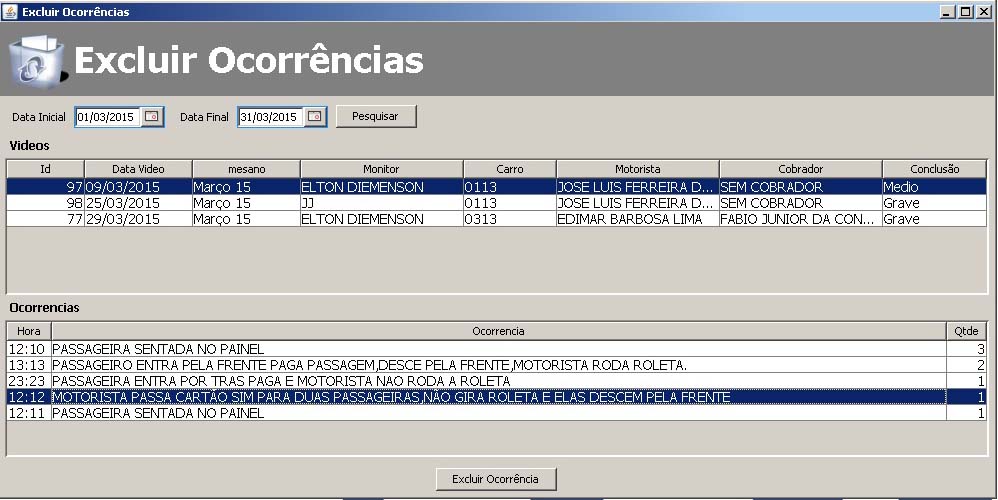 Excluir Ocorrências
Excluir Ocorrências
Data Inicial 01/03/2015 Data Final 31/03/2015 Pesquisar
Videos
Id Data Video mesano Monitor Carro Motorista Cobrador Conclusão
97 09/03/2015 Março 15 ELTON DIEMENSON 0113 JOSE LUIS FERREIRA D... SEM COBRADOR Medio
98 25/03/2015 Março 15 JJ 0113 JOSE LUIS FERREIRA D... SEM COBRADOR Grave
77 29/03/2015 Março 15 ELTON DIEMENSON 0313 EDIMAR BARBOSA LIMA FABIO JUNIOR DA CON... Grave
Ocorrencias
Hora Ocorrencia Qtde
12:10 PASSAGEIRA SENTADA NO PAINEL 3
13:13 PASSAGEIRO ENTRA PELA FRENTE PAGA PASSAGEM,DESCE PELA FRENTE,MOTORISTA RODA ROLETA. 2
23:23 PASSAGEIRA ENTRA POR TRAS PAGA E MOTORISTA NAO RODA A ROLETA 1
12:12 MOTORISTA PASSA CARTÃO SIM PARA DUAS PASSAGEIRAS,NÃO GIRA ROLETA E ELAS DESCEM PELA FRENTE 1
12:11 PASSAGEIRA SENTADA NO PAINEL 1
Excluir Ocorrência